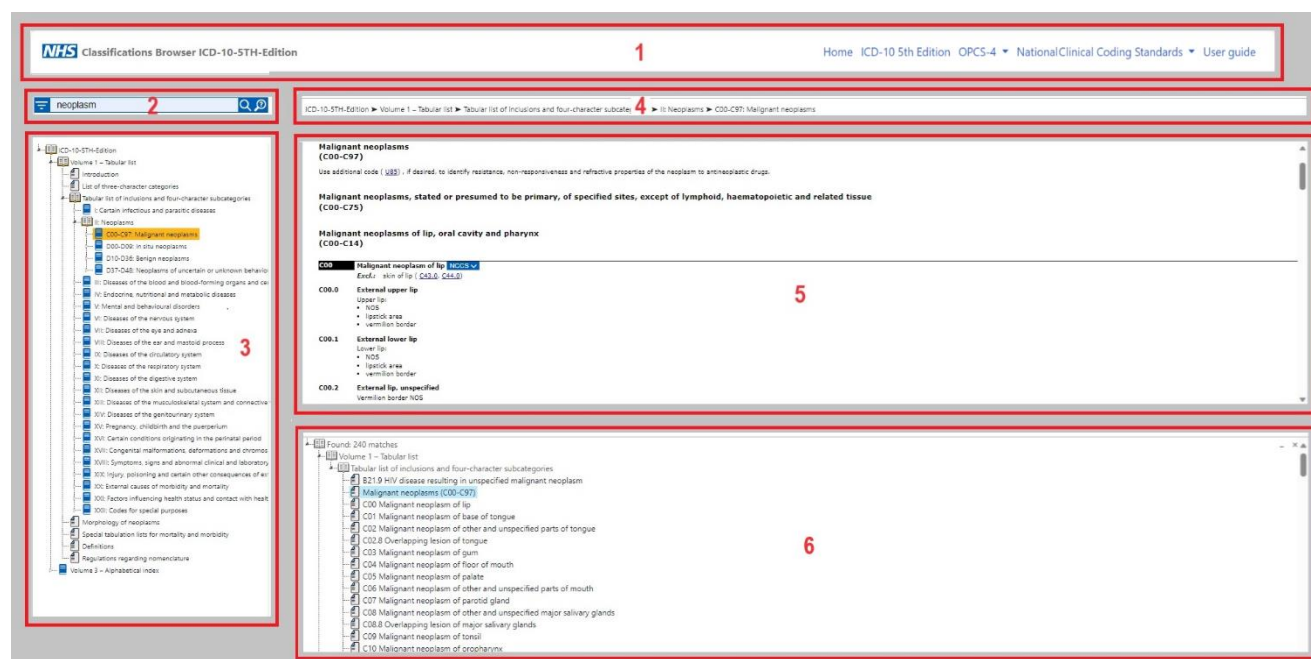 NHS Classifications Browser ICD-10-5TH-Edition
1
Home ICD-10 5th Edition OPCS-4 National Clinical Coding Standards User guide
neoplasm
2
ICD-10-5TH-Edition ► Volume 1 – Tabular list ► Tabular list of inclusions and four-character subcateg 4 ► II: Neoplasms ► C00-C97: Malignant neoplasms
ICD-10-5TH-Edition
Volume 1 – Tabular list
Introduction
List of three-character categories
Tabular list of inclusions and four-character subcategories
I: Certain infectious and parasitic diseases
II: Neoplasms
C00-C97: Malignant neoplasms
D00-D09: In situ neoplasms
D10-D36: Benign neoplasms
D37-D48: Neoplasms of uncertain or unknown behavior
III: Diseases of the blood and blood-forming organs and cer
IV: Endocrine, nutritional and metabolic diseases
V: Mental and behavioural disorders
VI: Diseases of the nervous system
VII: Diseases of the eye and adnexa
VIII: Diseases of the ear and mastoid process
3
IX: Diseases of the circulatory system
X: Diseases of the respiratory system
XI: Diseases of the digestive system
XII: Diseases of the skin and subcutaneous tissue
XIII: Diseases of the musculoskeletal system and connective
XIV: Diseases of the genitourinary system
XV: Pregnancy, childbirth and the puerperium
XVI: Certain conditions originating in the perinatal period
XVII: Congenital malformations, deformations and chromos
XVIII: Symptoms, signs and abnormal clinical and laboratory
XIX: Injury, poisoning and certain other consequences of ex
XX: External causes of morbidity and mortality
XXI: Factors influencing health status and contact with healt
XXII: Codes for special purposes
Morphology of neoplasms
Special tabulation lists for mortality and morbidity
Definitions
Regulations regarding nomenclature
Volume 3 – Alphabetical index
Malignant neoplasms
(C00-C97)
Use additional code ( U85) , if desired, to identify resistance, non-responsiveness and refractive properties of the neoplasm to antineoplastic drugs.
Malignant neoplasms, stated or presumed to be primary, of specified sites, except of lymphoid, haematopoietic and related tissue
(C00-C75)
Malignant neoplasms of lip, oral cavity and pharynx
(C00-C14)
C00 Malignant neoplasm of lip NCCS
Excl.: skin of lip ( C43.0, C44.0)
5
C00.0 External upper lip
Upper lip:
• NOS
• lipstick area
• vermilion border
C00.1 External lower lip
Lower lip:
• NOS
• lipstick area
• vermilion border
C00.2 External lip, unspecified
Vermilion border NOS
Found: 240 matches
Volume 1 – Tabular list
Tabular list of inclusions and four-character subcategories
B21.9 HIV disease resulting in unspecified malignant neoplasm
Malignant neoplasms (C00-C97)
C00 Malignant neoplasm of lip
C01 Malignant neoplasm of base of tongue
C02 Malignant neoplasm of other and unspecified parts of tongue
C02.8 Overlapping lesion of tongue
6
C03 Malignant neoplasm of gum
C04 Malignant neoplasm of floor of mouth
C05 Malignant neoplasm of palate
C06 Malignant neoplasm of other and unspecified parts of mouth
C07 Malignant neoplasm of parotid gland
C08 Malignant neoplasm of other and unspecified major salivary glands
C08.8 Overlapping lesion of major salivary glands
C09 Malignant neoplasm of tonsil
C10 Malignant neoplasm of oropharynx